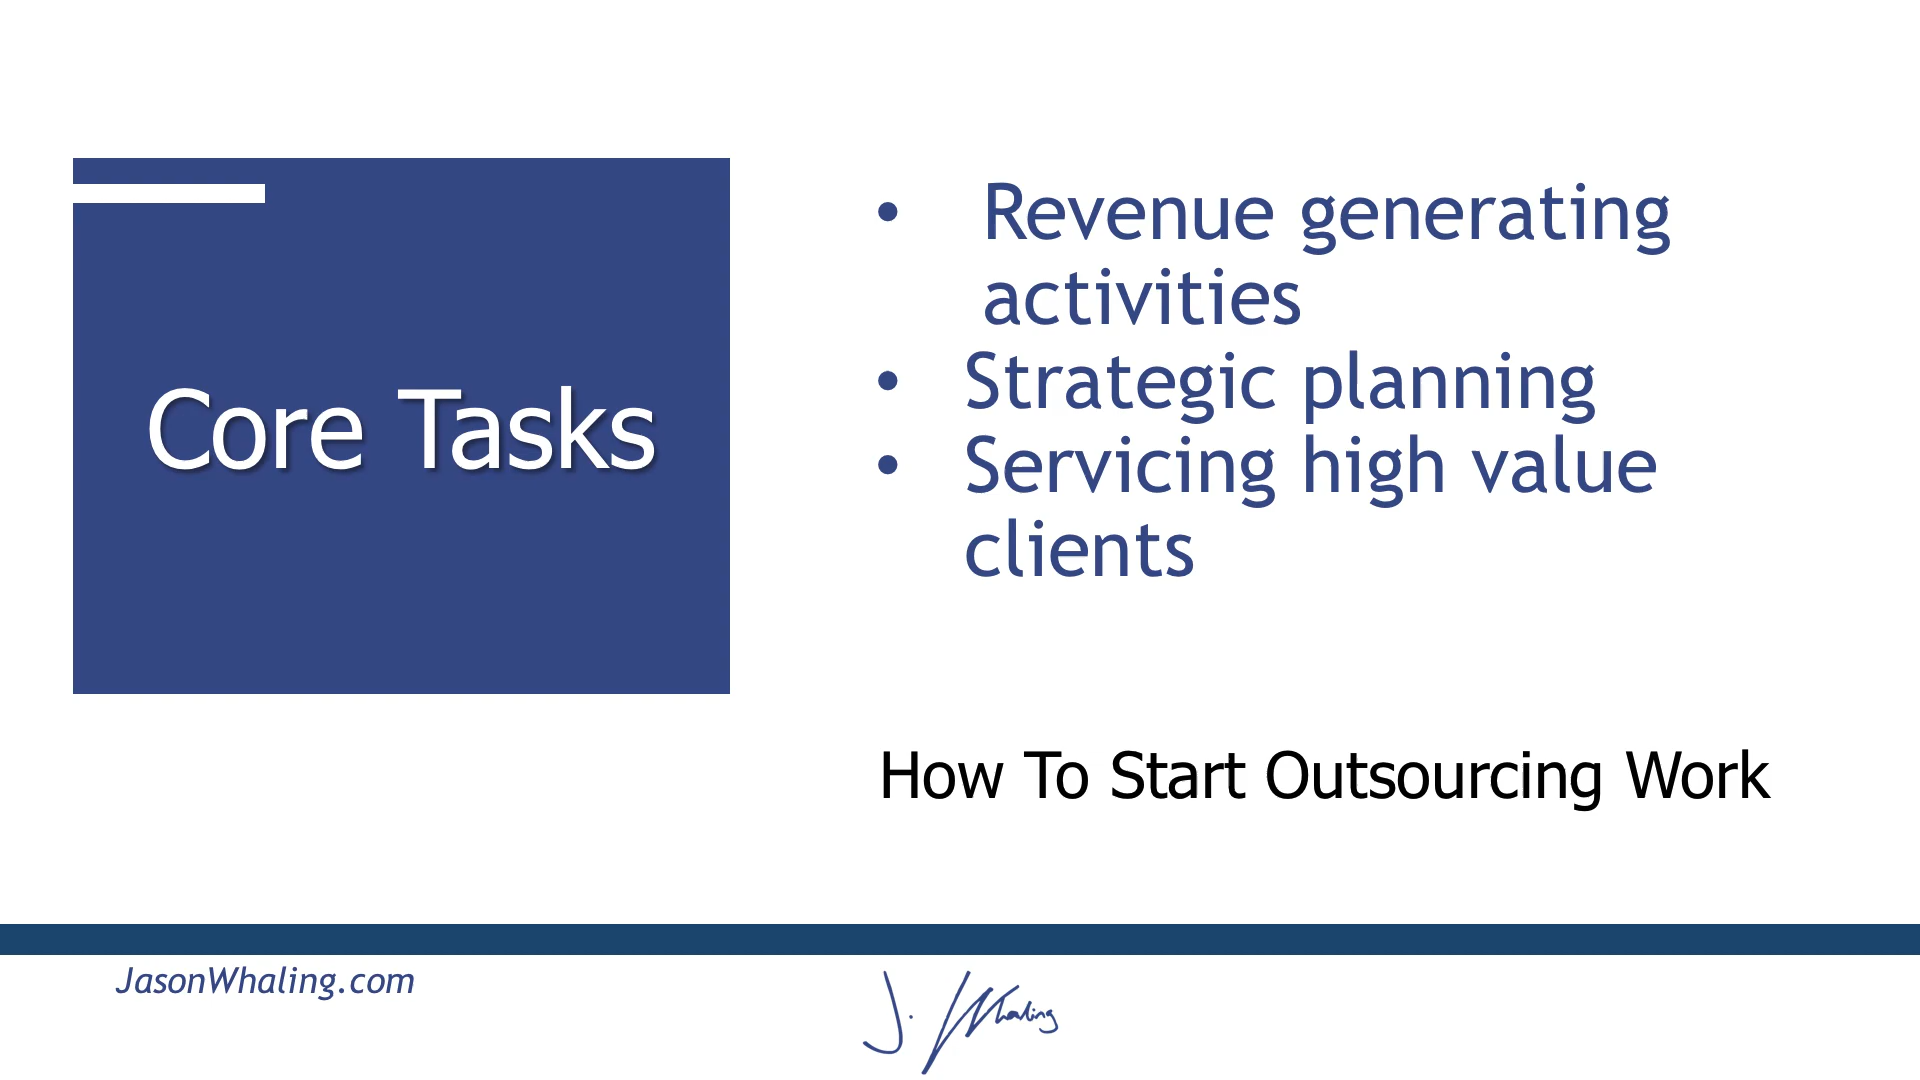 Core Tasks
• Revenue generating
activities
• Strategic planning
• Servicing high value
clients
How To Start Outsourcing Work
JasonWhaling.com
J. Whaling